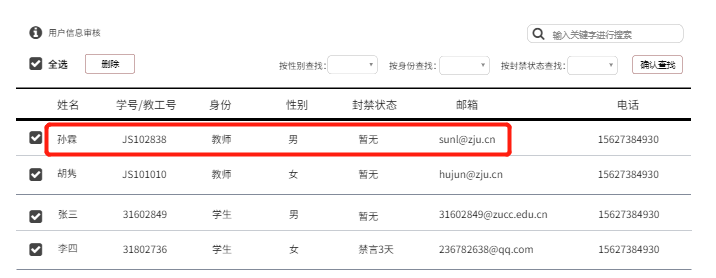 用户信息审核
输入关键字进行搜索
全选 删除 按性别查找: 按身份查找: 按封禁状态查找: 确认查找
姓名 学号/教工号 身份 性别 封禁状态 邮箱 电话
孙霖 JS102838 教师 男 暂无 sunl@zju.cn 15627384930
胡隽 JS101010 教师 女 暂无 hujun@zju.cn 15627384930
张三 31602849 学生 男 暂无 31602849@zucc.edu.cn 15627384930
李四 31802736 学生 女 禁言3天 236782638@qq.com 15627384930